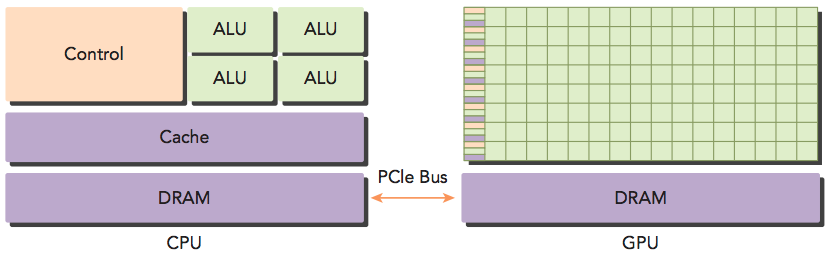 Control
ALU
ALU
ALU
ALU
Cache
DRAM
PCIe Bus
DRAM
CPU
GPU